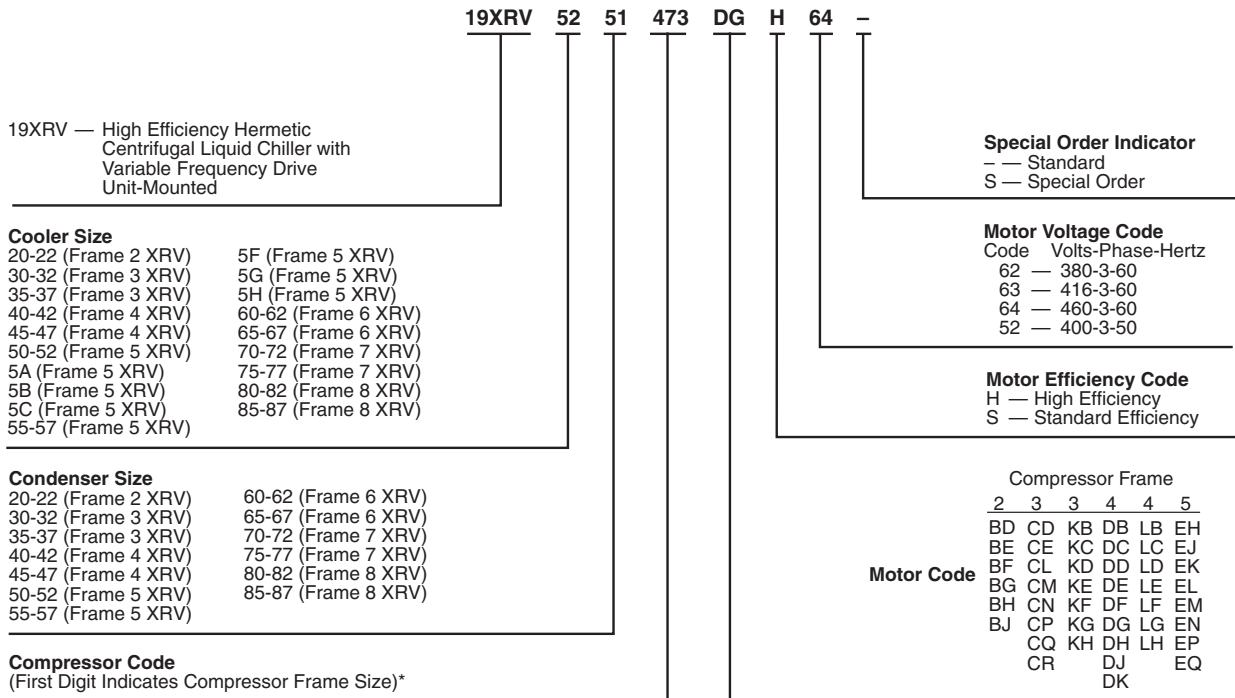 19XRV 52 51 473 DG H 64 –
19XRV — High Efficiency Hermetic
Centrifugal Liquid Chiller with
Variable Frequency Drive
Unit-Mounted
Cooler Size
20-22 (Frame 2 XRV)
30-32 (Frame 3 XRV)
35-37 (Frame 3 XRV)
40-42 (Frame 4 XRV)
45-47 (Frame 4 XRV)
50-52 (Frame 5 XRV)
5A (Frame 5 XRV)
5B (Frame 5 XRV)
5C (Frame 5 XRV)
55-57 (Frame 5 XRV)
5F (Frame 5 XRV)
5G (Frame 5 XRV)
5H (Frame 5 XRV)
60-62 (Frame 6 XRV)
65-67 (Frame 6 XRV)
70-72 (Frame 7 XRV)
75-77 (Frame 7 XRV)
80-82 (Frame 8 XRV)
85-87 (Frame 8 XRV)
Condenser Size
20-22 (Frame 2 XRV)
30-32 (Frame 3 XRV)
35-37 (Frame 3 XRV)
40-42 (Frame 4 XRV)
45-47 (Frame 4 XRV)
50-52 (Frame 5 XRV)
55-57 (Frame 5 XRV)
60-62 (Frame 6 XRV)
65-67 (Frame 6 XRV)
70-72 (Frame 7 XRV)
75-77 (Frame 7 XRV)
80-82 (Frame 8 XRV)
85-87 (Frame 8 XRV)
Compressor Code
(First Digit Indicates Compressor Frame Size)*
Special Order Indicator
– — Standard
S — Special Order
Motor Voltage Code
Code Volts-Phase-Hertz
62 — 380-3-60
63 — 416-3-60
64 — 460-3-60
52 — 400-3-50
Motor Efficiency Code
H — High Efficiency
S — Standard Efficiency
Compressor Frame
2 3 3 4 4 5
Motor Code
BD CD KB DB LB EH
BE CE KC DC LC EJ
BF CL KD DD LD EK
BG CM KE DE LE EL
BH CN KF DF LF EM
BJ CP KG DG LG EN
CQ KH DH LH EP
CR DJ EQ
DK